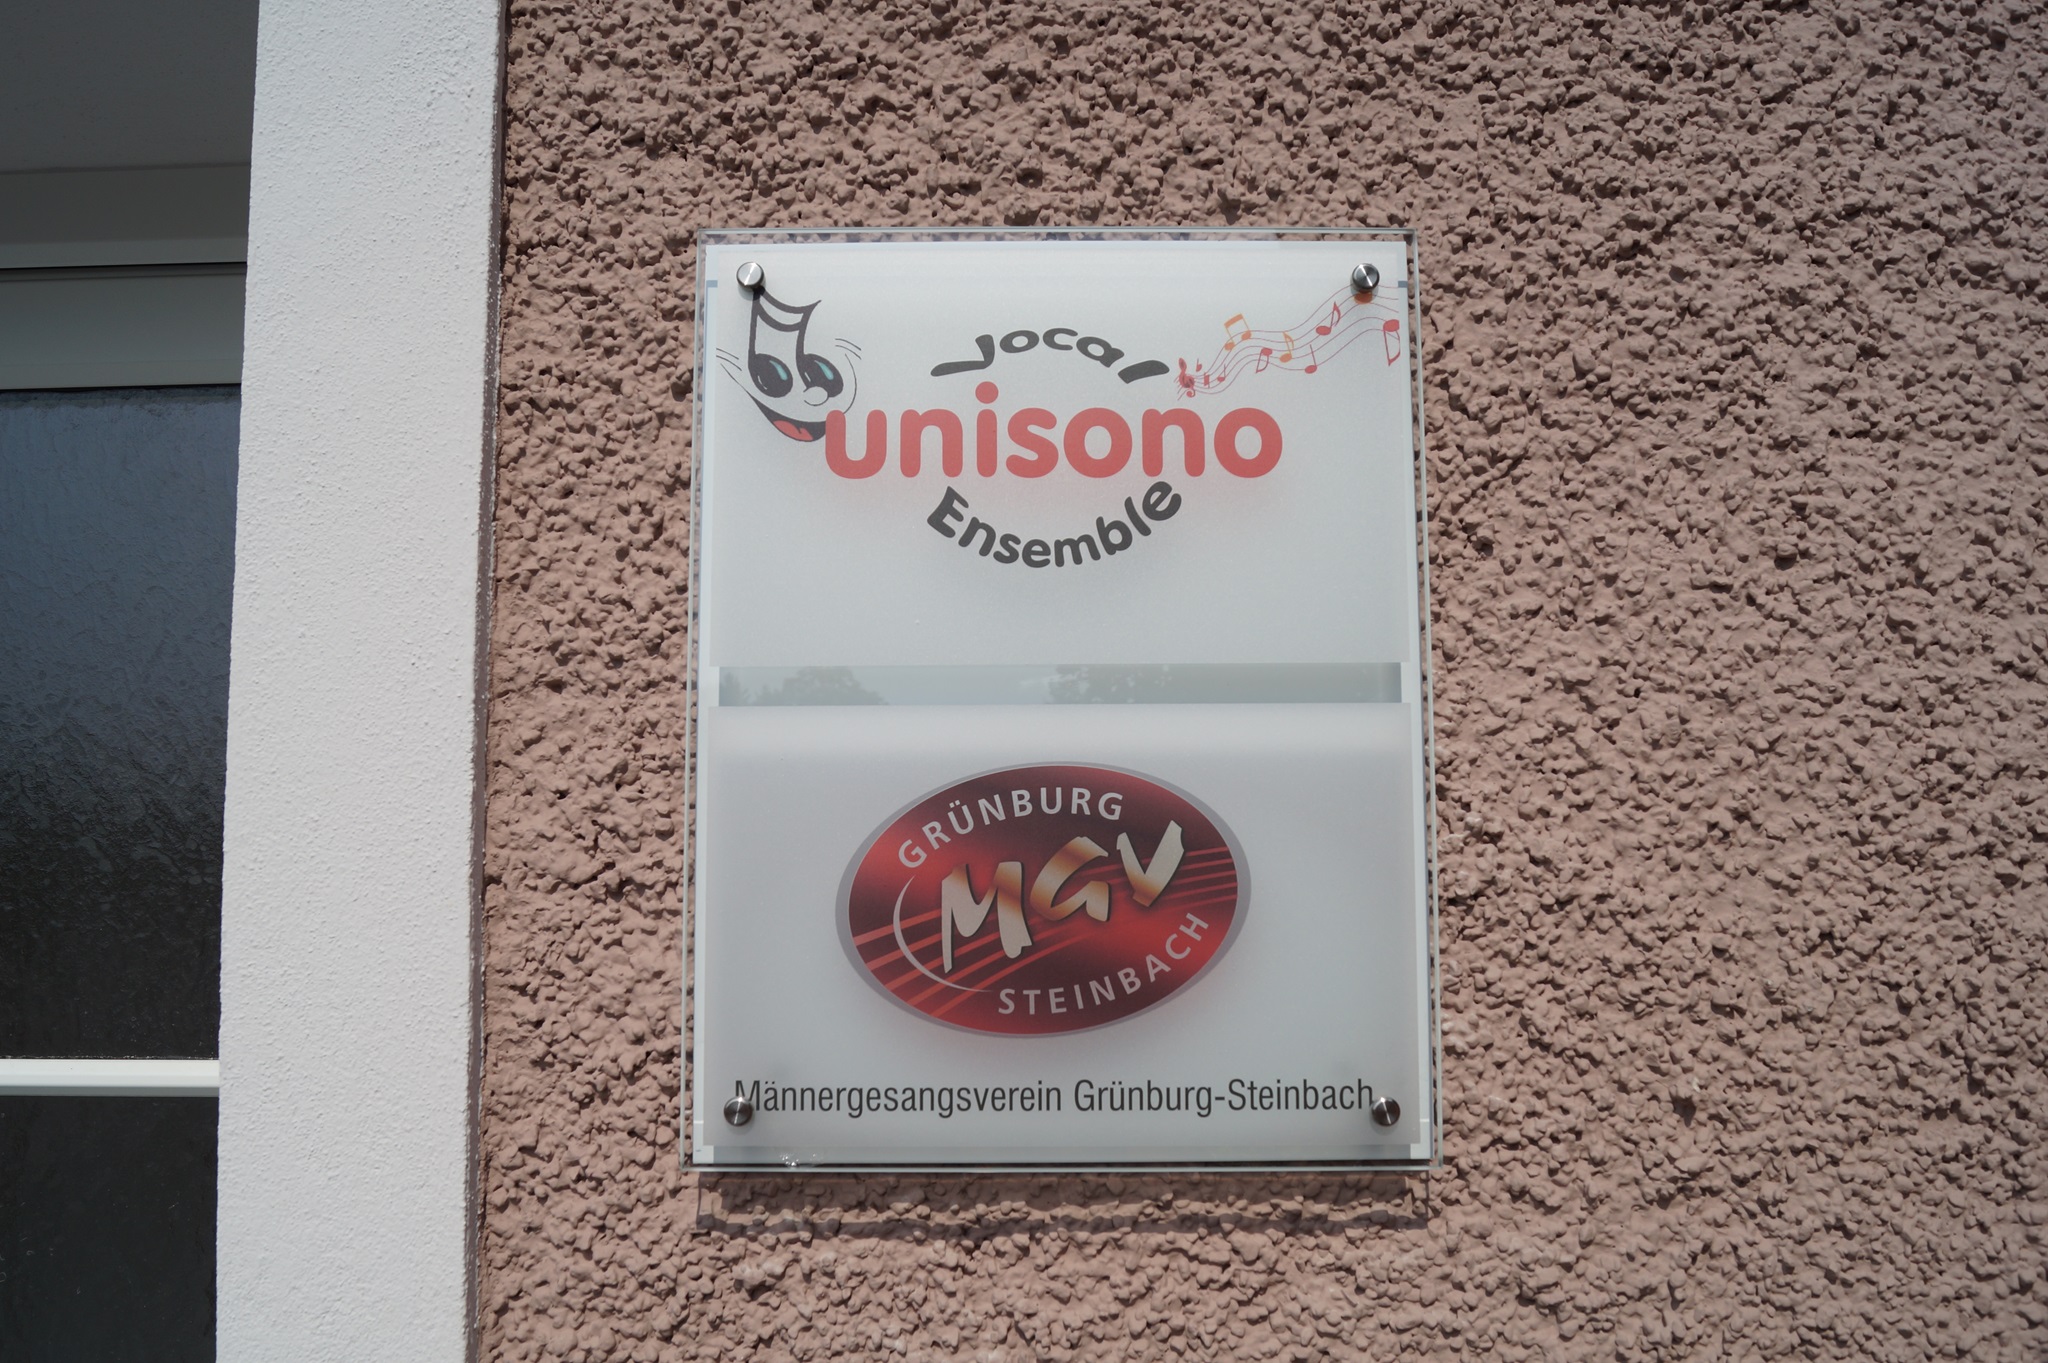 Vocal
unisono
Ensemble
GRÜNBURG
MGV
STEINBACH
Männergesangsverein Grünburg-Steinbach